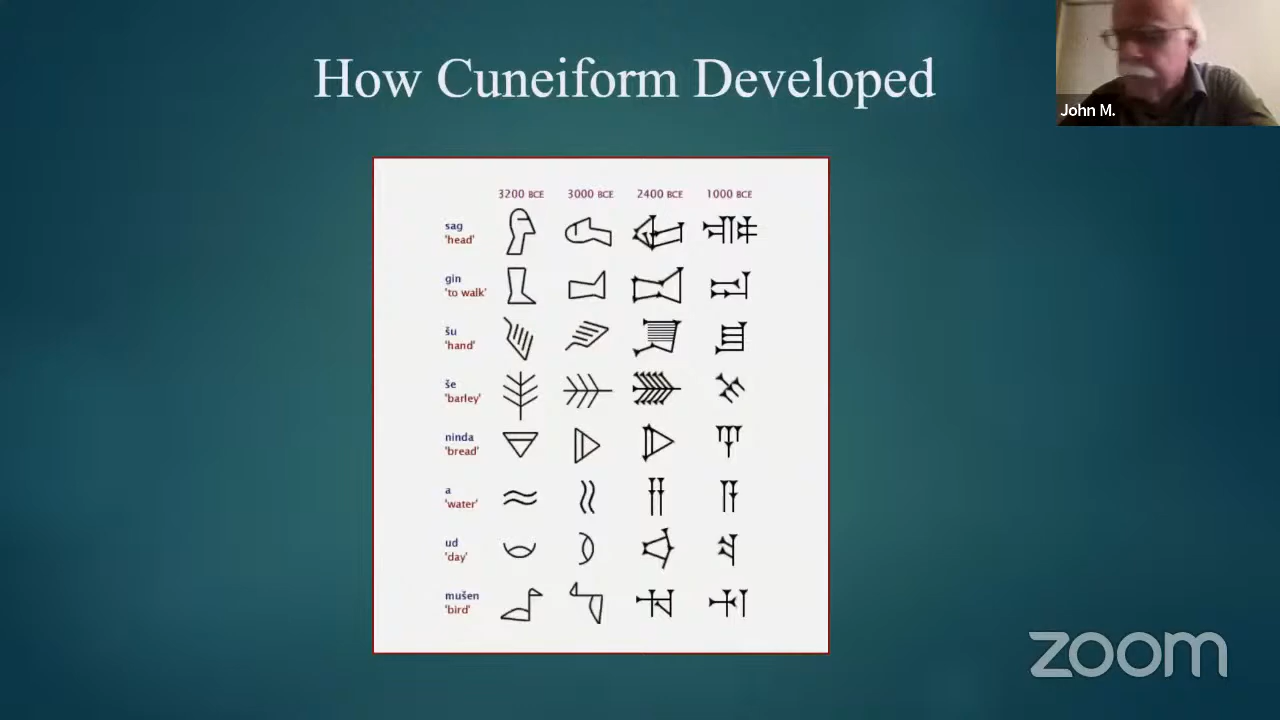 How Cuneiform Developed
John M.
3200 BCE 3000 BCE 2400 BCE 1000 BCE
sag
'head'
gin
'to walk'
šu
'hand'
še
'barley'
ninda
'bread'
a
'water'
ud
'day'
mušen
'bird'
zoom